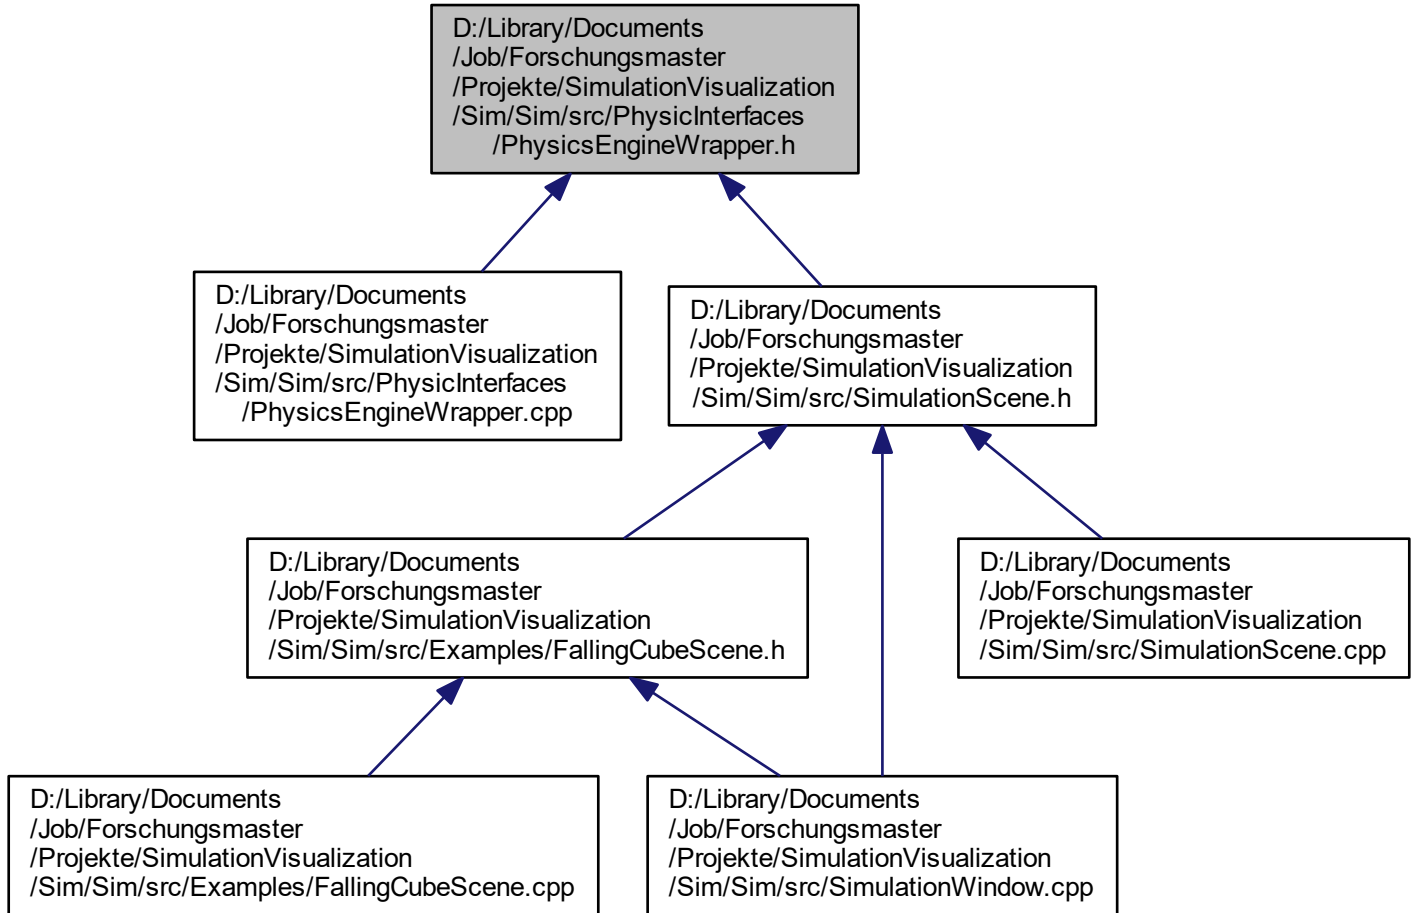 D:/Library/Documents
/Job/Forschungsmaster
/Projekte/SimulationVisualization
/Sim/Sim/src/PhysicInterfaces
/PhysicsEngineWrapper.h
D:/Library/Documents
/Job/Forschungsmaster
/Projekte/SimulationVisualization
/Sim/Sim/src/PhysicInterfaces
/PhysicsEngineWrapper.cpp
D:/Library/Documents
/Job/Forschungsmaster
/Projekte/SimulationVisualization
/Sim/Sim/src/SimulationScene.h
D:/Library/Documents
/Job/Forschungsmaster
/Projekte/SimulationVisualization
/Sim/Sim/src/Examples/FallingCubeScene.h
D:/Library/Documents
/Job/Forschungsmaster
/Projekte/SimulationVisualization
/Sim/Sim/src/SimulationScene.cpp
D:/Library/Documents
/Job/Forschungsmaster
/Projekte/SimulationVisualization
/Sim/Sim/src/Examples/FallingCubeScene.cpp
D:/Library/Documents
/Job/Forschungsmaster
/Projekte/SimulationVisualization
/Sim/Sim/src/SimulationWindow.cpp